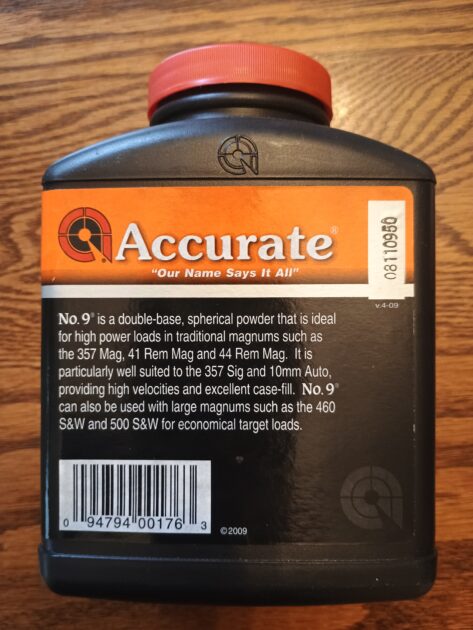 Accurate®
"Our Name Says It All"
08110950
v.4-09
No. 9® is a double-base, spherical powder that is ideal
for high power loads in traditional magnums such as
the 357 Mag, 41 Rem Mag and 44 Rem Mag. It is
particularly well suited to the 357 Sig and 10mm Auto,
providing high velocities and excellent case-fill. No. 9®
can also be used with large magnums such as the 460
S&W and 500 S&W for economical target loads.
0 94794 00176 3
©2009